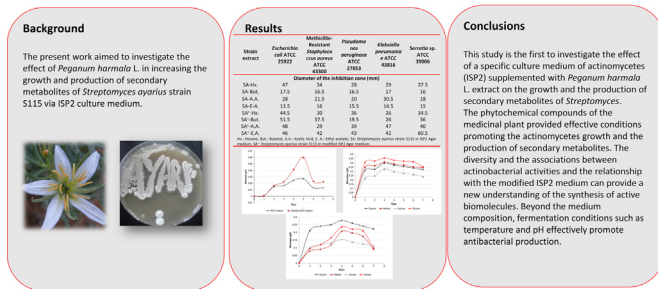 Background
The present work aimed to investigate the
effect of Peganum harmala L. in increasing the
growth and production of secondary
metabolites of Streptomyces ayarius strain
S115 via ISP2 culture medium.
Results
Strain extract | Escherichia coli ATCC 25922 | Methicillin-Resistant Staphylococcus aureus ATCC 43300 | Pseudomonas aeruginosa ATCC 27853 | Klebsiella pneumoniae ATCC 43816 | Serratia sp. ATCC 39006
Diameter of the inhibition zone (mm)
SA-Hx. 47 34 28 29 37.5
SA-But. 17.5 16.5 16.5 17 16
SA-A.A. 28 21.5 20 30.5 18
SA-E.A. 13.5 16 15.5 14.5 15
SA⁺-Hx. 44.5 30 36 26 34.5
SA⁺-But. 51.5 37.5 19.5 26 36
SA⁺-A.A. 48 29 39 47 40
SA⁺-E.A. 46 42 43 42 60.5
Conclusions
This study is the first to investigate the effect
of a specific culture medium of actinomycetes
(ISP2) supplemented with Peganum harmala
L. extract on the growth and the production of
secondary metabolites of Streptomyces.
The phytochemical compounds of the
medicinal plant provided effective conditions
promoting the actinomycetes growth and the
production of secondary metabolites. The
diversity and the associations between
actinobacterial activities and the relationship
with the modified ISP2 medium can provide a
new understanding of the synthesis of active
biomolecules. Beyond the medium
composition, fermentation conditions such as
temperature and pH effectively promote
antibacterial production.